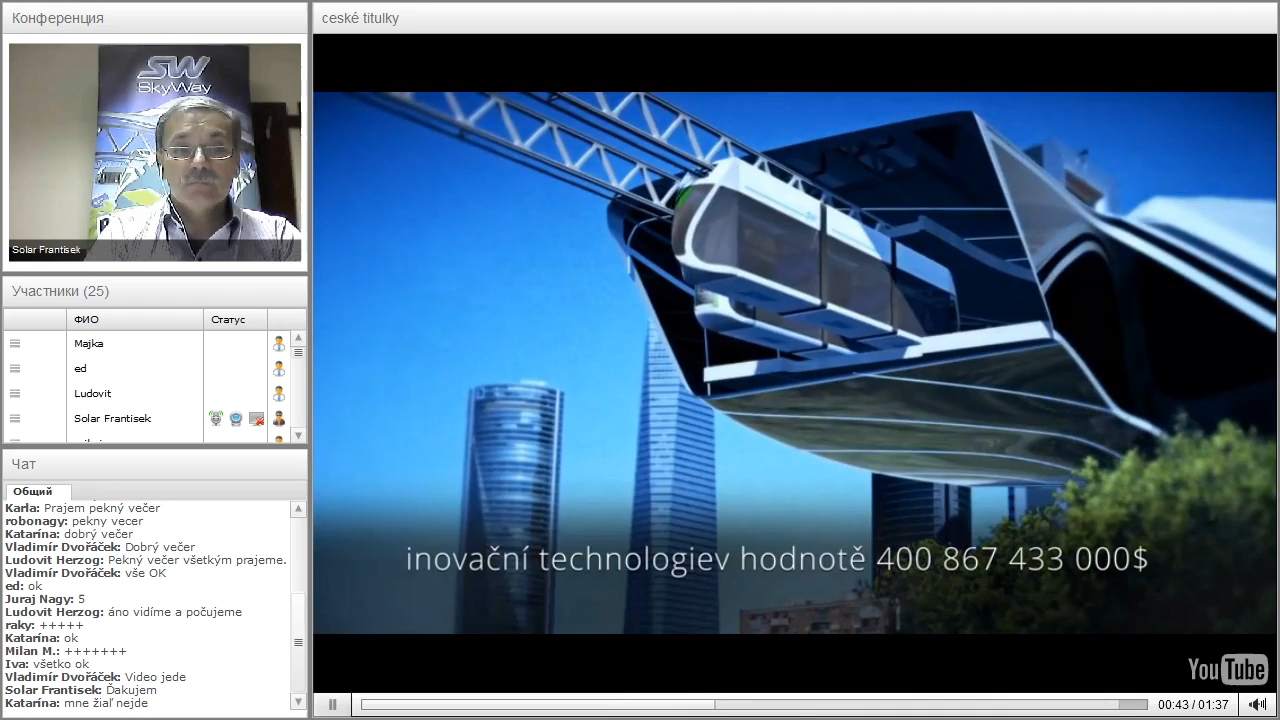 Конференция
SW
SkyWay
Solar Frantisek
Участники (25)
ФИО
Статус
Majka
ed
Ludovit
Solar Frantisek
Чат
Общий
Karla: Prajem pekný večer
robonagy: pekny vecer
Katarína: dobrý večer
Vladimír Dvořáček: Dobrý večer
Ludovit Herzog: Pekný večer všetkým prajeme.
Vladimír Dvořáček: vše OK
ed: ok
Juraj Nagy: 5
Ludovit Herzog: áno vidíme a počujeme
raky: +++++
Katarína: ok
Milan M.: +++++++
Iva: všetko ok
Vladimír Dvořáček: Video jede
Solar Frantisek: Ďakujem
Katarína: mne žiaľ nejde
ceské titulky
inovační technologiev hodnotě 400 867 433 000$
YouTube
00:43 / 01:37